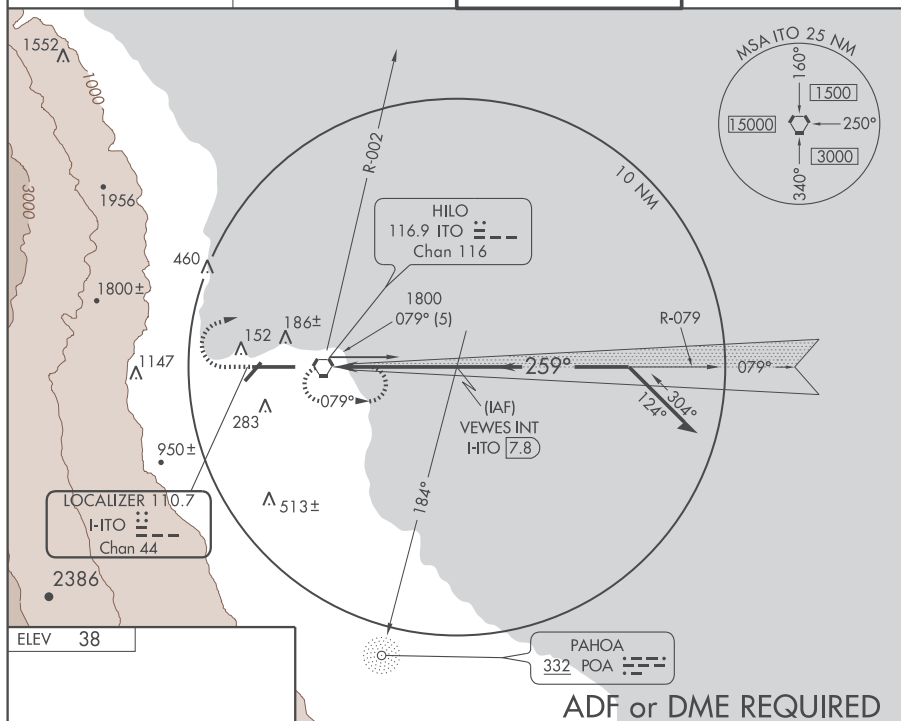 1552
1000
MSA ITO 25 NM
160°
1500
15000
250°
3000
340°
R-002
10 NM
3000
1956
HILO
116.9 ITO
Chan 116
460
1800±
1800
079° (5)
186±
152
R-079
1147
259°
079°
079°
304°
124°
(IAF)
VEWES INT
I-ITO 7.8
283
950±
184°
LOCALIZER 110.7
I-ITO
Chan 44
513±
2386
ELEV 38
PAHOA
332 POA
ADF or DME REQUIRED